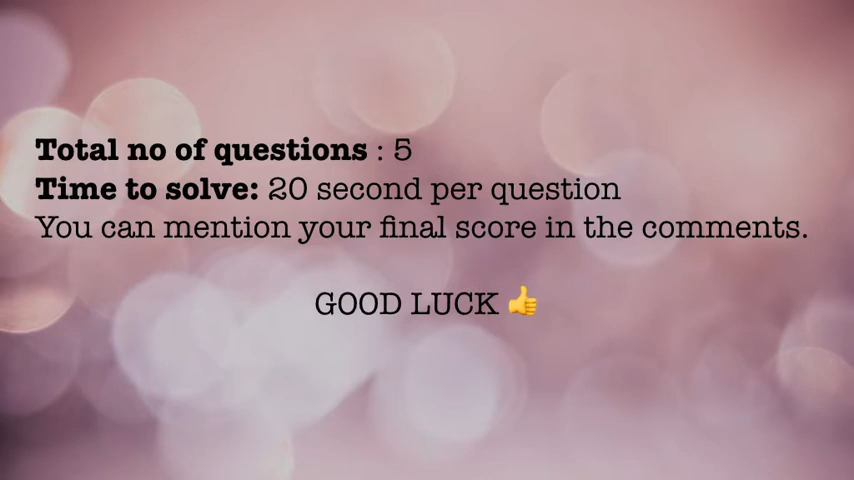 Total no of questions : 5
Time to solve: 20 second per question
You can mention your final score in the comments.
GOOD LUCK 👍